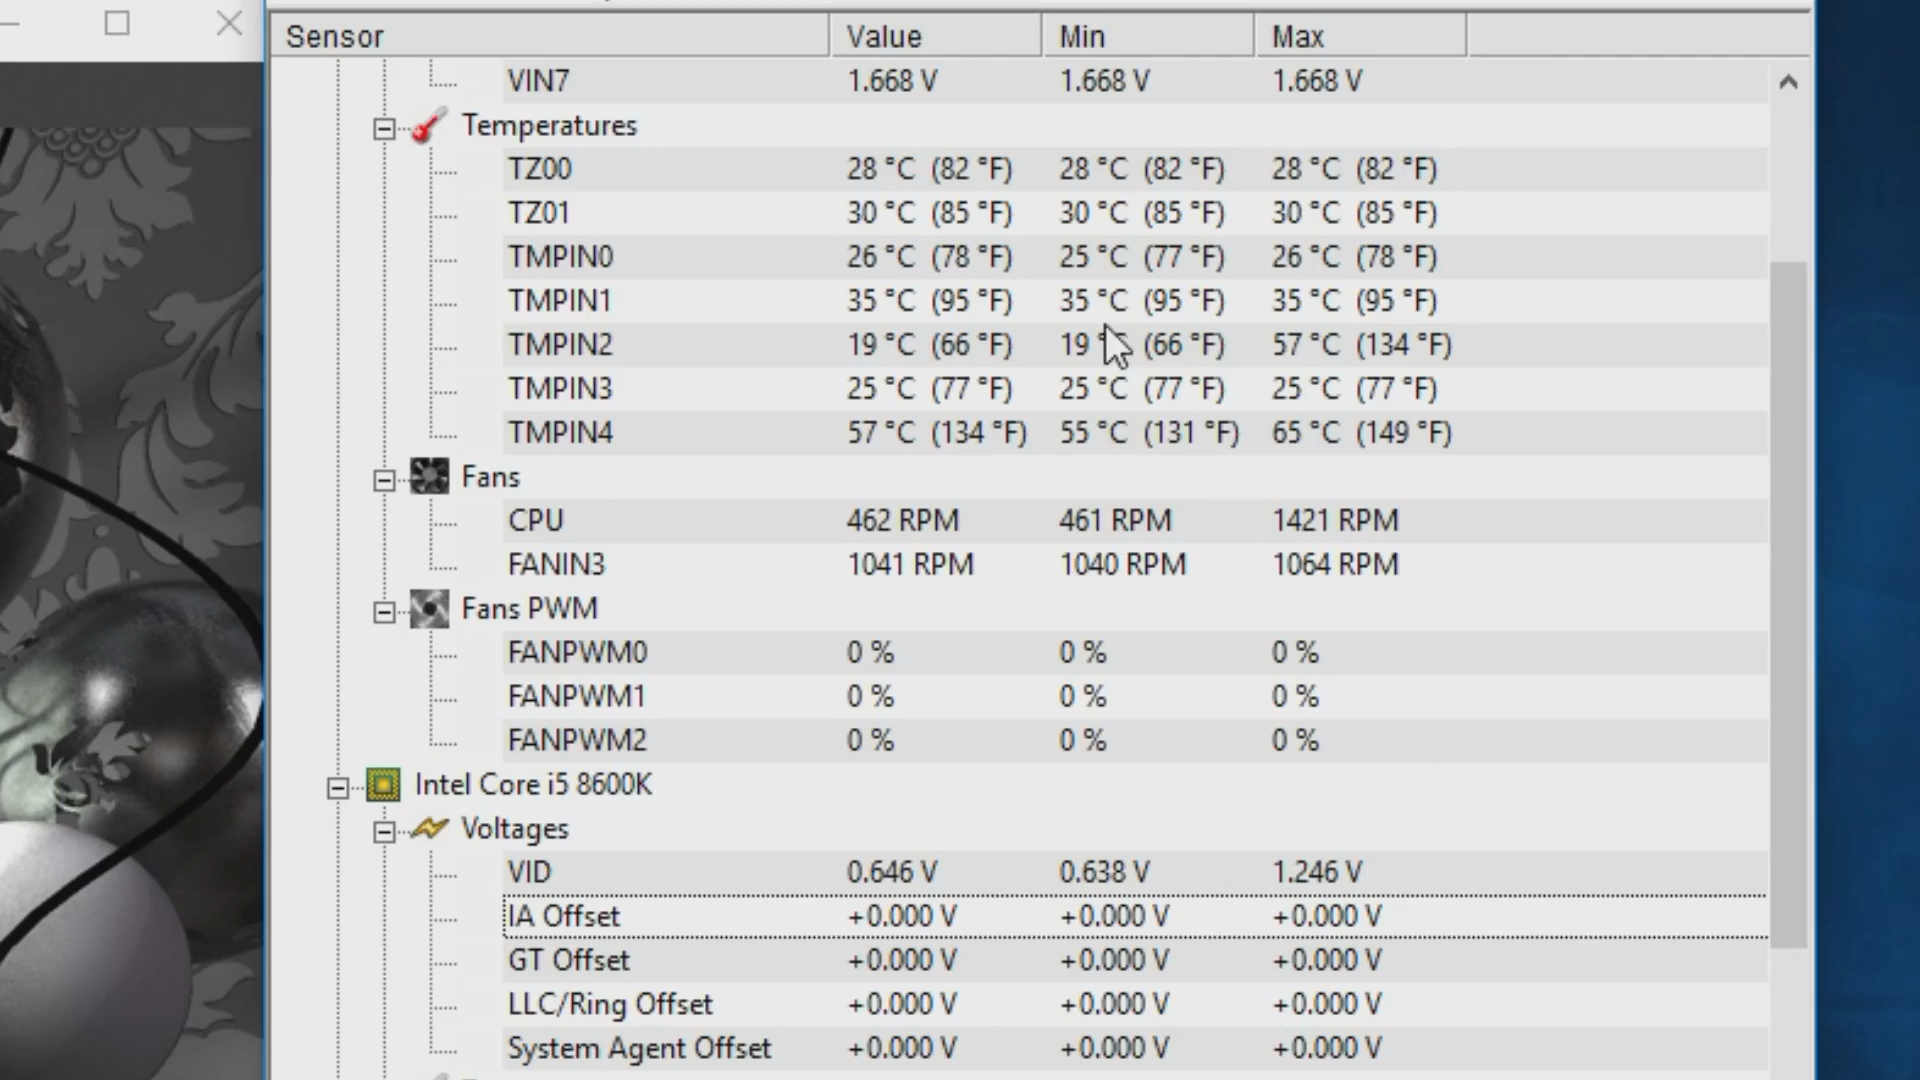 Sensor Value Min Max
VIN7 1.668 V 1.668 V 1.668 V
Temperatures
TZ00 28 °C (82 °F) 28 °C (82 °F) 28 °C (82 °F)
TZ01 30 °C (85 °F) 30 °C (85 °F) 30 °C (85 °F)
TMPIN0 26 °C (78 °F) 25 °C (77 °F) 26 °C (78 °F)
TMPIN1 35 °C (95 °F) 35 °C (95 °F) 35 °C (95 °F)
TMPIN2 19 °C (66 °F) 19 °C (66 °F) 57 °C (134 °F)
TMPIN3 25 °C (77 °F) 25 °C (77 °F) 25 °C (77 °F)
TMPIN4 57 °C (134 °F) 55 °C (131 °F) 65 °C (149 °F)
Fans
CPU 462 RPM 461 RPM 1421 RPM
FANIN3 1041 RPM 1040 RPM 1064 RPM
Fans PWM
FANPWM0 0 % 0 % 0 %
FANPWM1 0 % 0 % 0 %
FANPWM2 0 % 0 % 0 %
Intel Core i5 8600K
Voltages
VID 0.646 V 0.638 V 1.246 V
IA Offset +0.000 V +0.000 V +0.000 V
GT Offset +0.000 V +0.000 V +0.000 V
LLC/Ring Offset +0.000 V +0.000 V +0.000 V
System Agent Offset +0.000 V +0.000 V +0.000 V